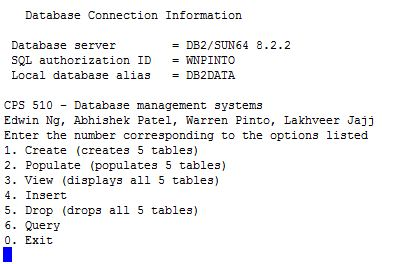 Database Connection Information
Database server = DB2/SUN64 8.2.2
SQL authorization ID = WNPINTO
Local database alias = DB2DATA
CPS 510 - Database management systems
Edwin Ng, Abhishek Patel, Warren Pinto, Lakhveer Jajj
Enter the number corresponding to the options listed
1. Create (creates 5 tables)
2. Populate (populates 5 tables)
3. View (displays all 5 tables)
4. Insert
5. Drop (drops all 5 tables)
6. Query
0. Exit